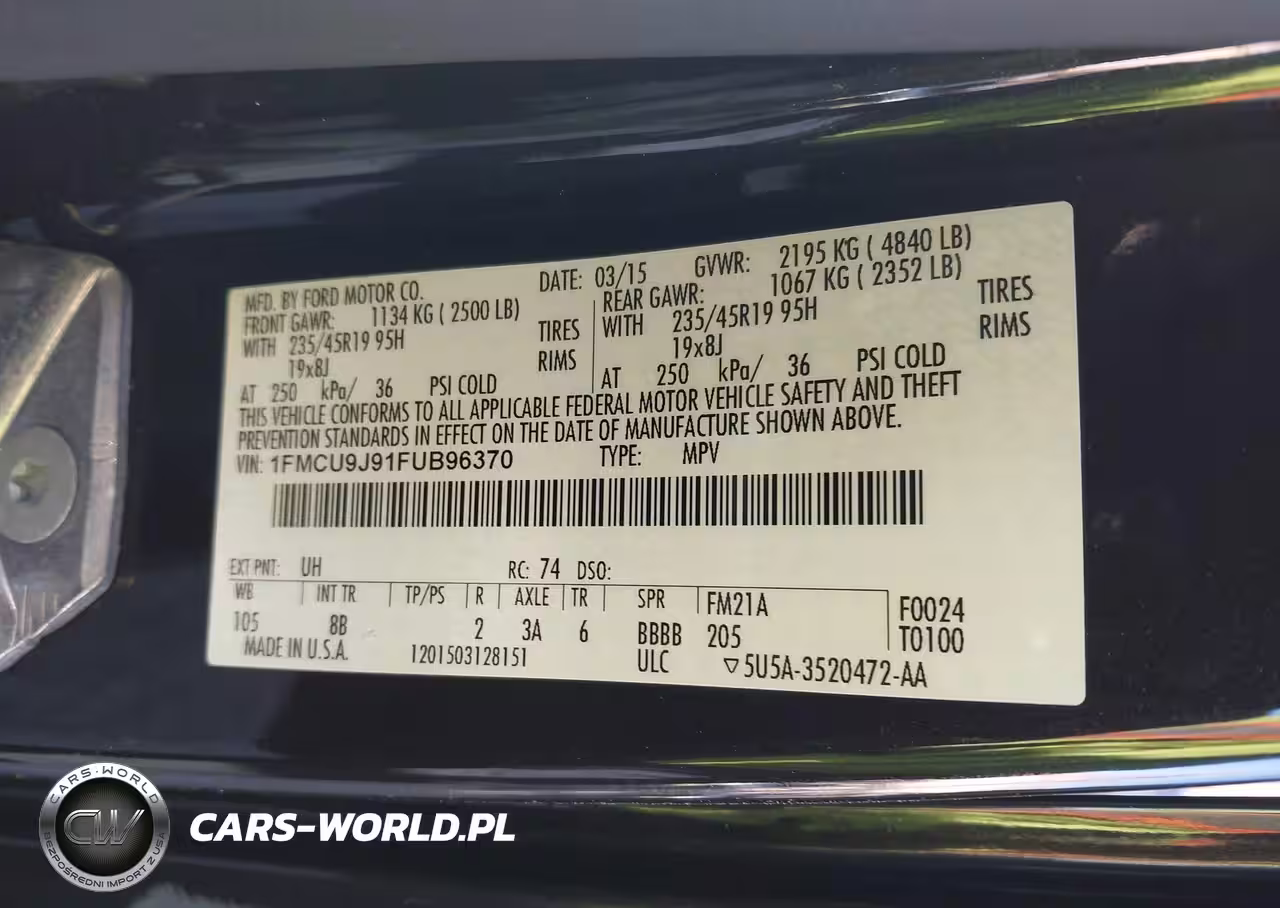 MFD. BY FORD MOTOR CO. DATE: 03/15 GVWR: 2195 KG ( 4840 LB)
FRONT GAWR: 1134 KG ( 2500 LB) REAR GAWR: 1067 KG ( 2352 LB)
WITH 235/45R19 95H TIRES WITH 235/45R19 95H TIRES
19x8J RIMS 19x8J RIMS
AT 250 kPa/ 36 PSI COLD AT 250 kPa/ 36 PSI COLD
THIS VEHICLE CONFORMS TO ALL APPLICABLE FEDERAL MOTOR VEHICLE SAFETY AND THEFT
PREVENTION STANDARDS IN EFFECT ON THE DATE OF MANUFACTURE SHOWN ABOVE.
VIN: 1FMCU9J91FUB96370 TYPE: MPV
EXT PNT: UH RC: 74 DSO:
WB INT TR TP/PS R AXLE TR SPR FM21A F0024
105 8B 2 3A 6 BBBB 205 T0100
MADE IN U.S.A. 1201503128151 ULC ▽5U5A-3520472-AA
CARS-WORLD
CW
BEZPOŚREDNI IMPORT Z USA
CARS-WORLD.PL